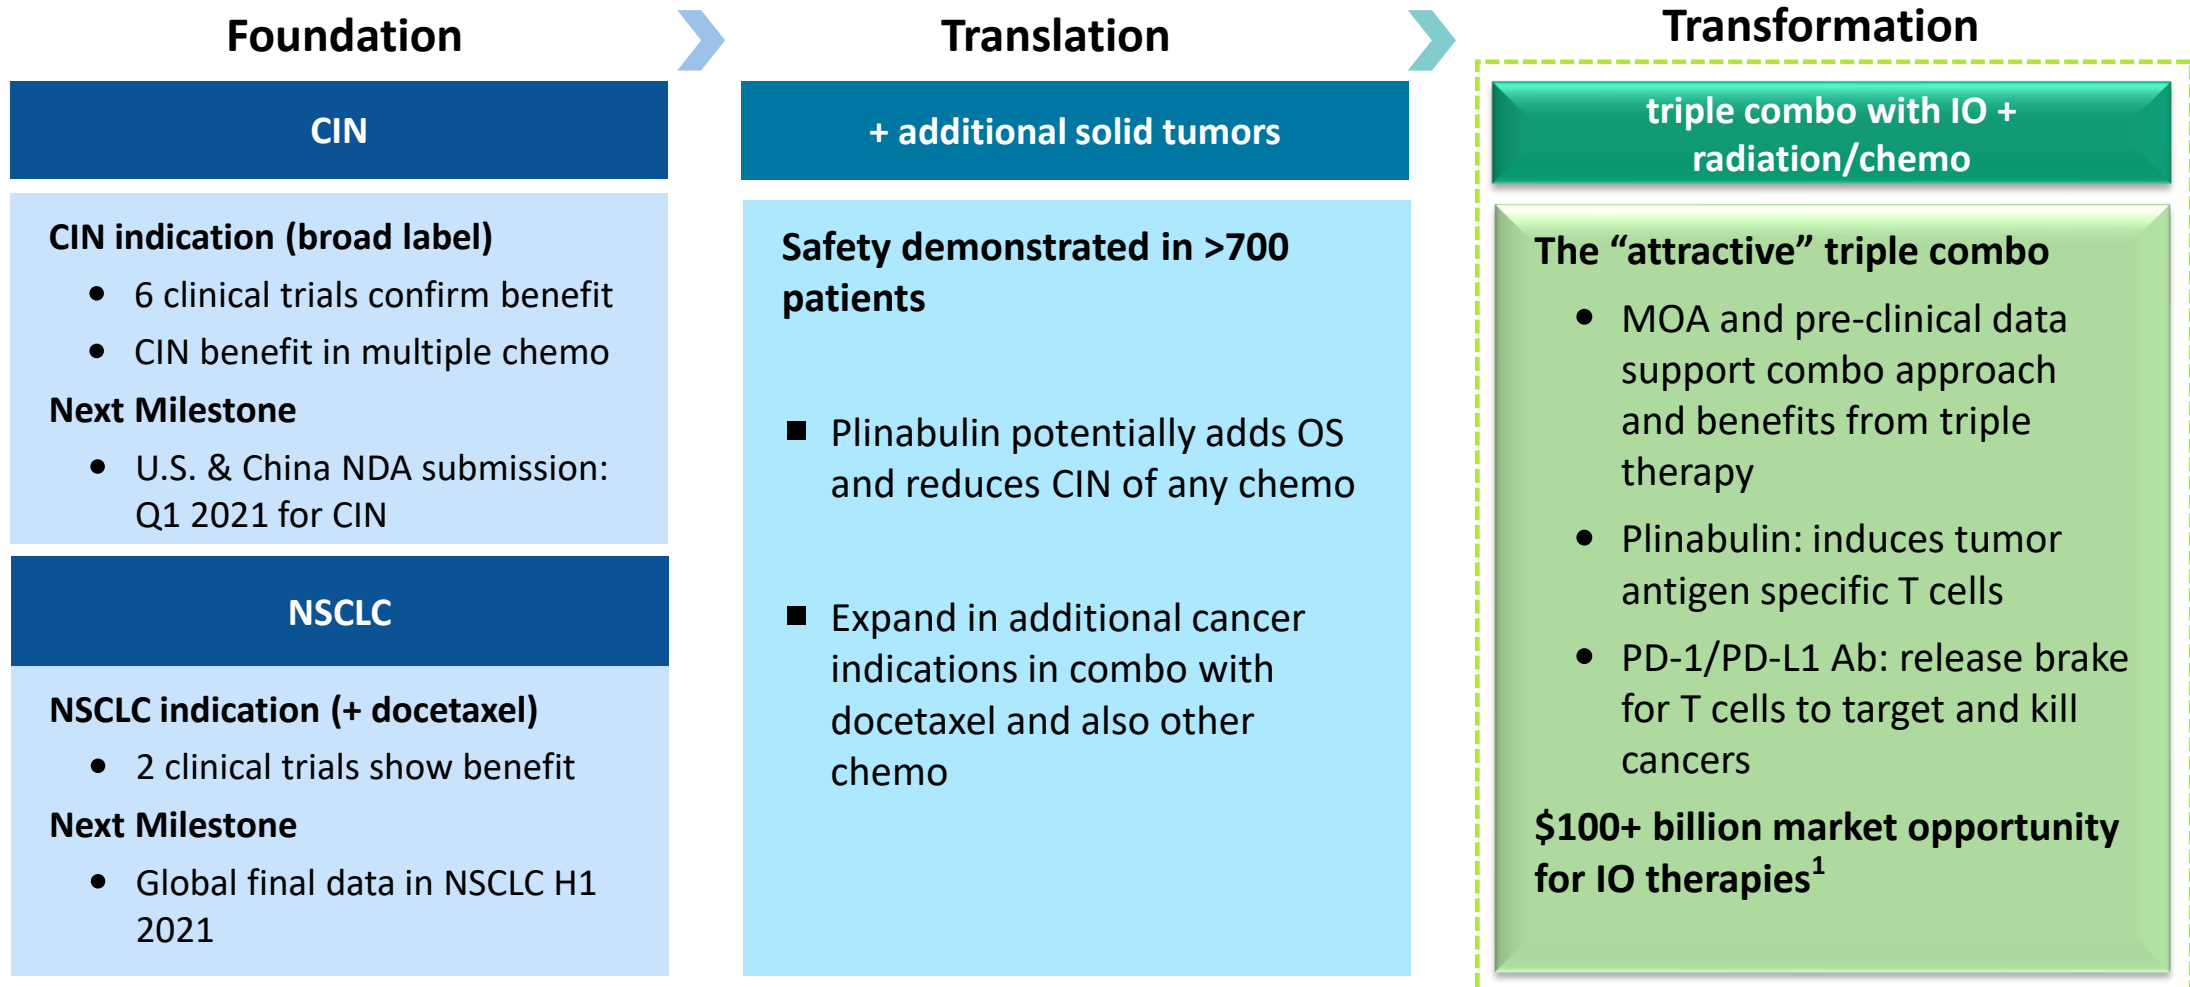 Foundation
CIN
CIN indication (broad label)
• 6 clinical trials confirm benefit
• CIN benefit in multiple chemo
Next Milestone
• U.S. & China NDA submission:
Q1 2021 for CIN
NSCLC
NSCLC indication (+ docetaxel)
• 2 clinical trials show benefit
Next Milestone
• Global final data in NSCLC H1
2021
Translation
+ additional solid tumors
Safety demonstrated in >700
patients
▪ Plinabulin potentially adds OS
and reduces CIN of any chemo
▪ Expand in additional cancer
indications in combo with
docetaxel and also other
chemo
Transformation
triple combo with IO +
radiation/chemo
The “attractive” triple combo
• MOA and pre-clinical data
support combo approach
and benefits from triple
therapy
• Plinabulin: induces tumor
antigen specific T cells
• PD-1/PD-L1 Ab: release brake
for T cells to target and kill
cancers
$100+ billion market opportunity
for IO therapies¹